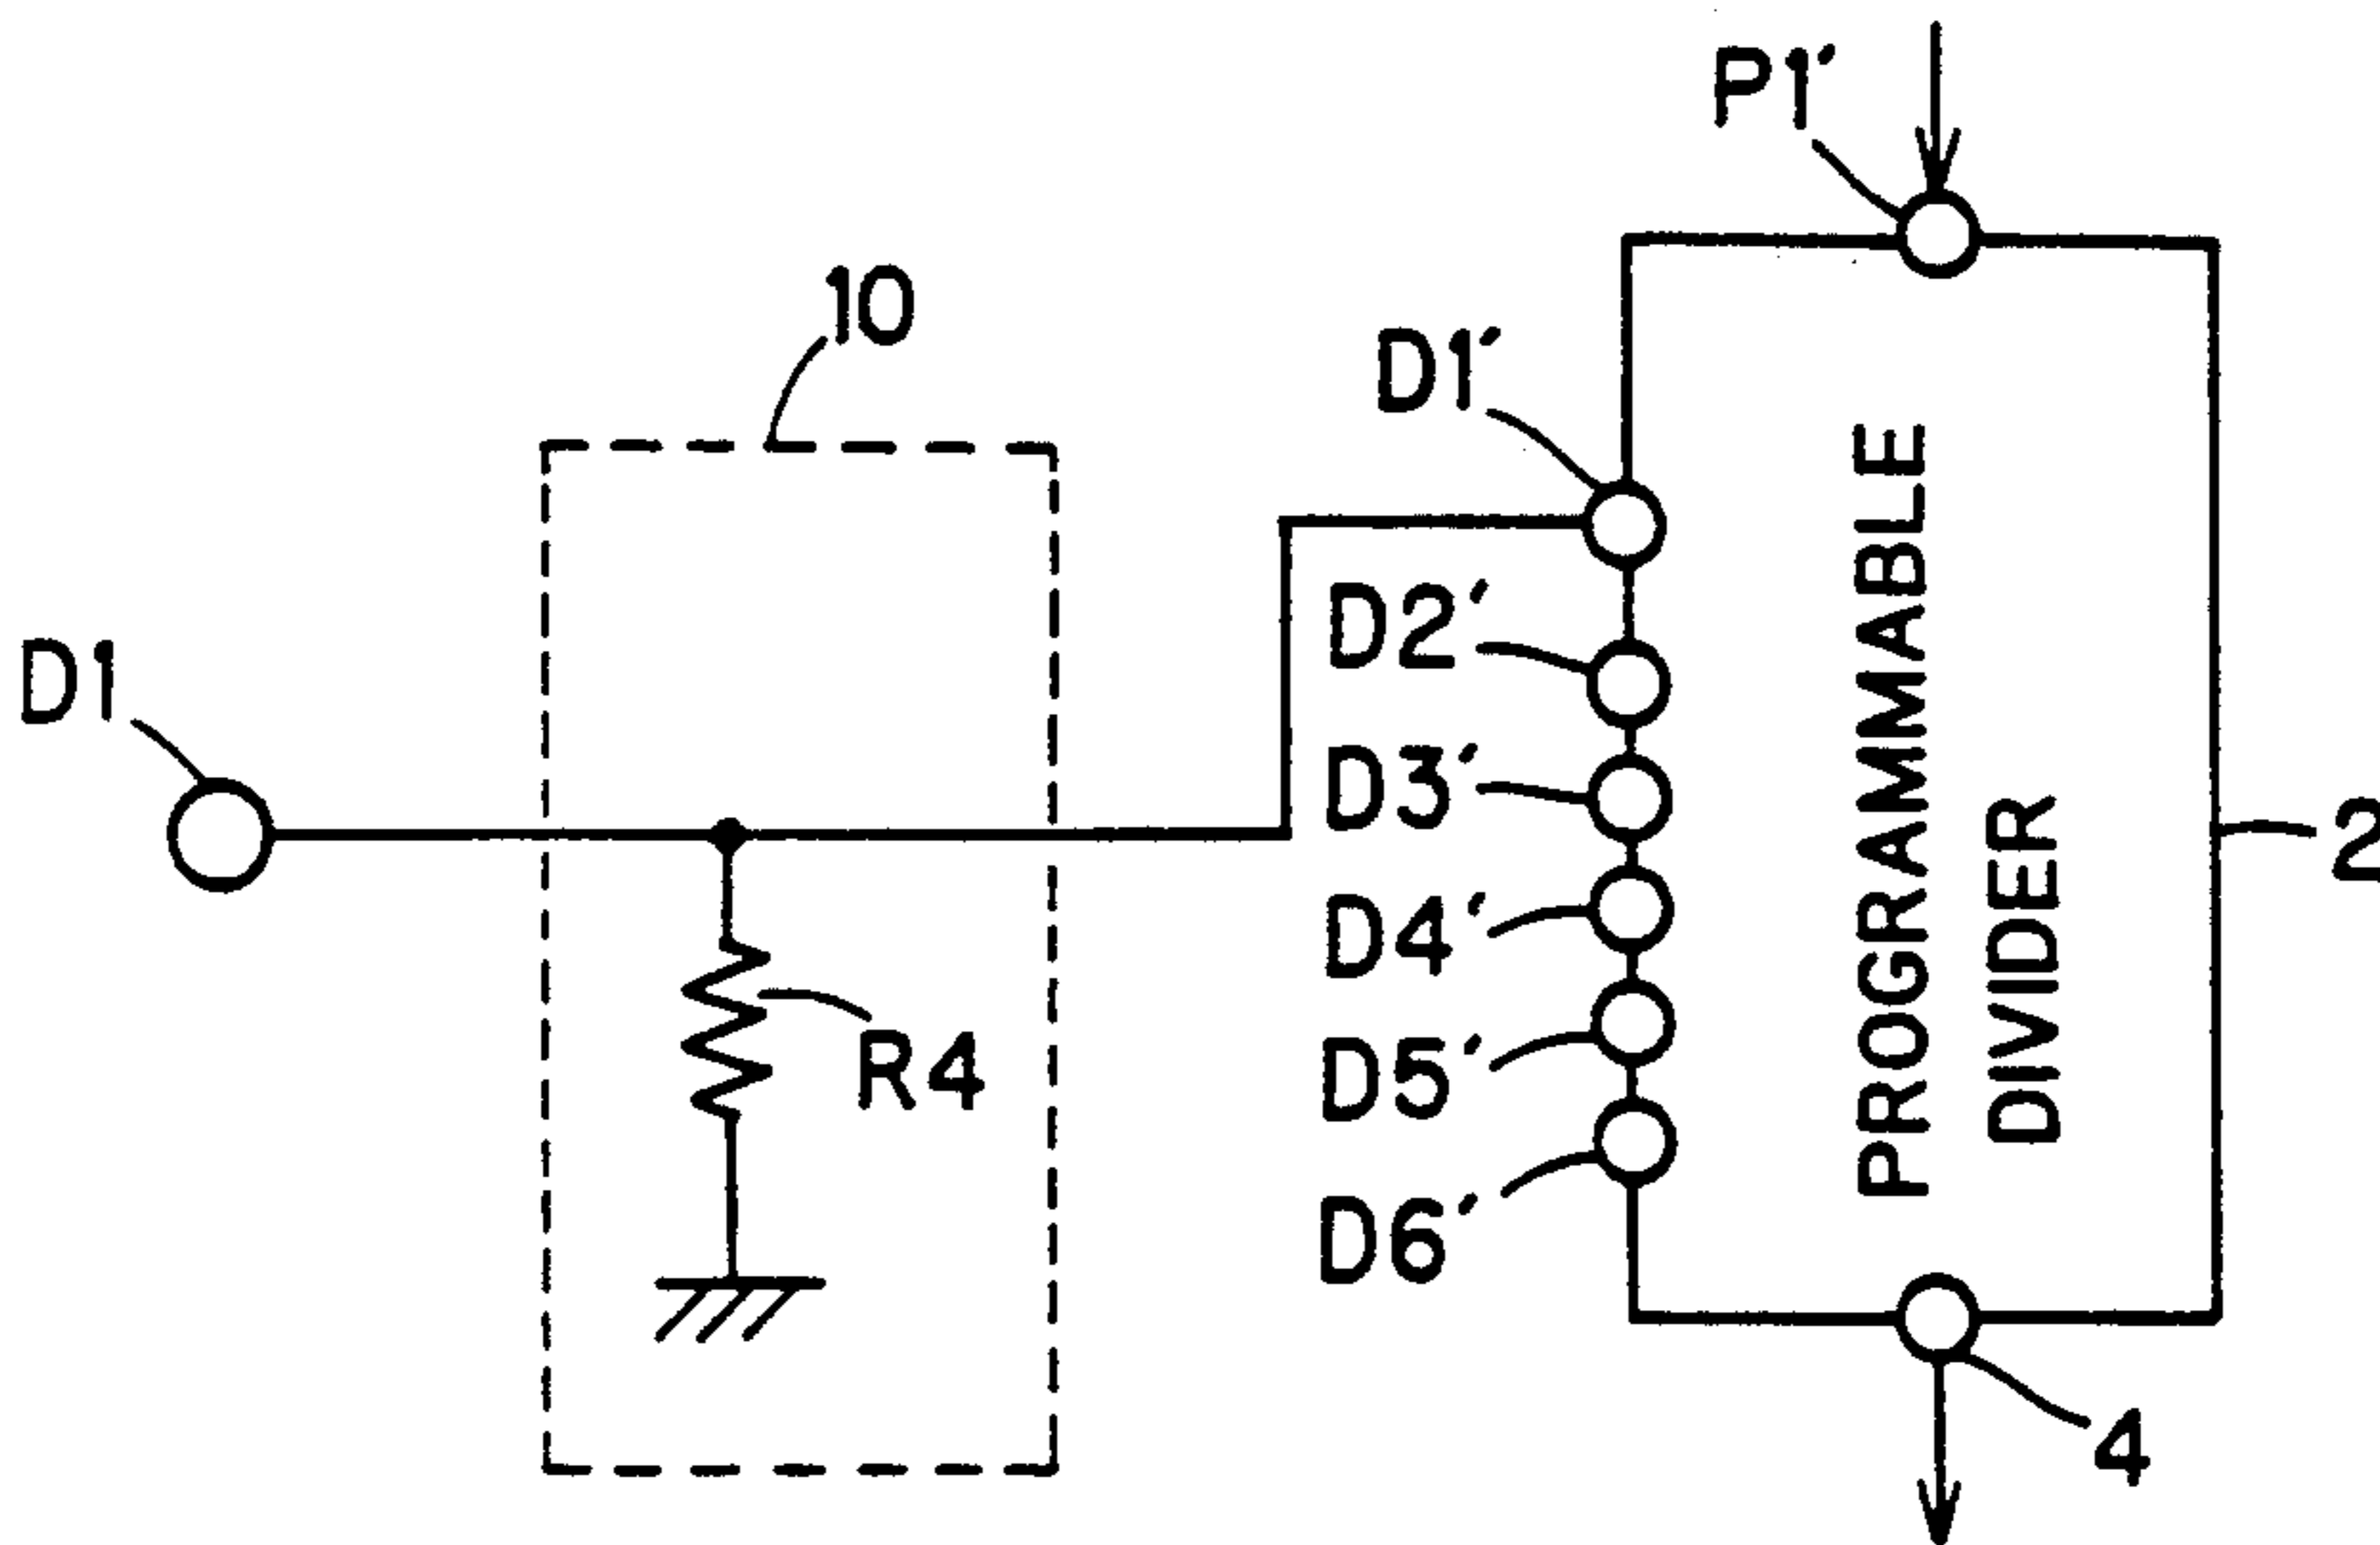 P1′
10
D1′
D2′
D1
D3′
2
D4′
R4
D5′
D6′
4
PROGRAMMABLE
DIVIDER